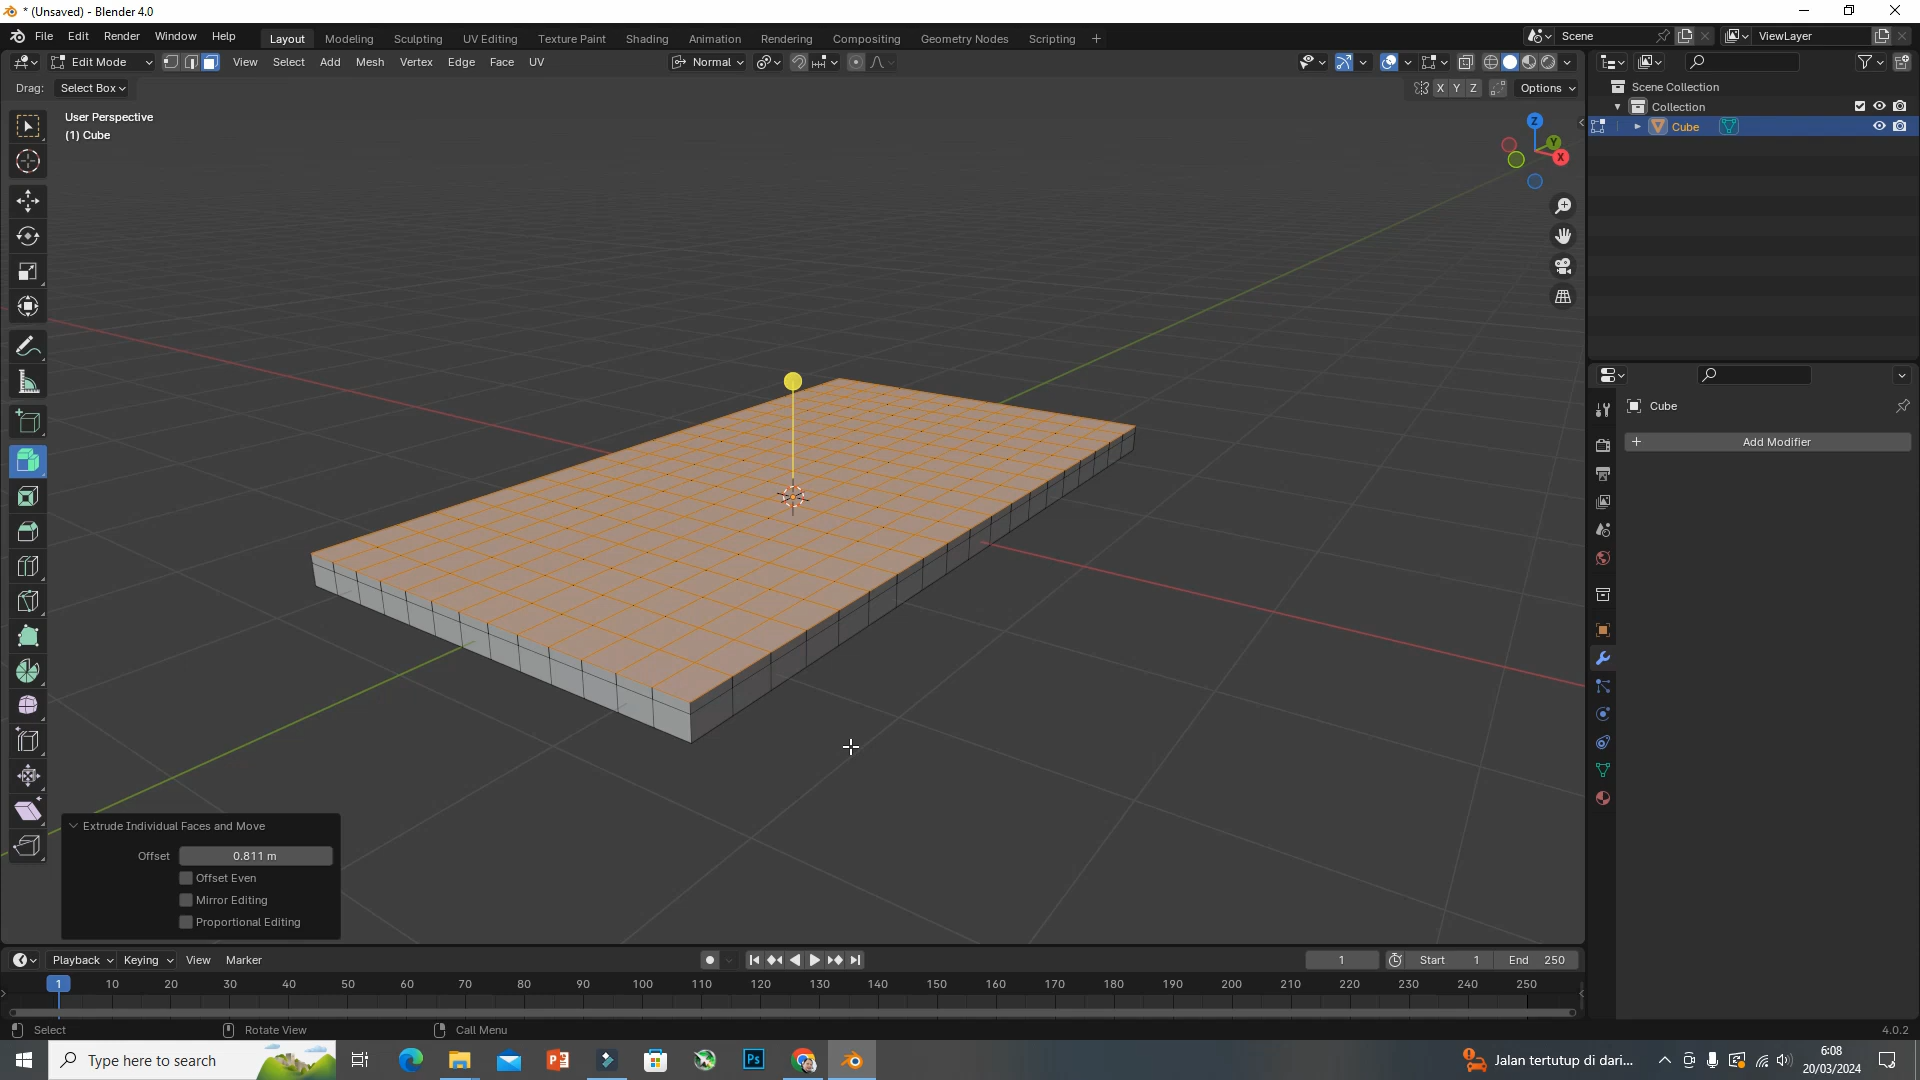 * (Unsaved) - Blender 4.0
File Edit Render Window Help
Layout Modeling Sculpting UV Editing Texture Paint Shading Animation Rendering Compositing Geometry Nodes Scripting +
Scene
ViewLayer
Edit Mode
View Select Add Mesh Vertex Edge Face UV
Normal
Drag: Select Box
X Y Z
Options
User Perspective
(1) Cube
Z
Y
X
Scene Collection
Collection
Cube
Cube
+ Add Modifier
Extrude Individual Faces and Move
Offset 0.811 m
Offset Even
Mirror Editing
Proportional Editing
Playback Keying View Marker
1
Start 1
End 250
1 10 20 30 40 50 60 70 80 90 100 110 120 130 140 150 160 170 180 190 200 210 220 230 240 250
Select
Rotate View
Call Menu
4.0.2
Type here to search
Ps
Jalan tertutup di dari...
6:08
20/03/2024